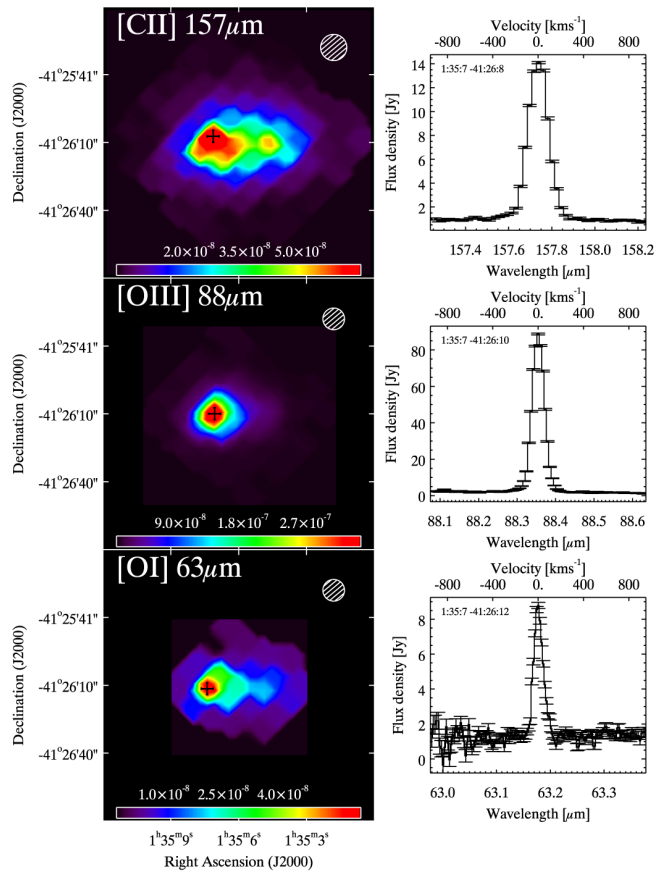 [CII] 157μm
Declination (J2000)
-41°25'41"
-41°26'10"
-41°26'40"
2.0×10⁻⁸ 3.5×10⁻⁸ 5.0×10⁻⁸
Velocity [kms⁻¹]
-800 -400 0. 400 800
1:35:7 -41:26:8
Flux density [Jy]
14
12
10
8
6
4
2
157.4 157.6 157.8 158.0 158.2
Wavelength [μm]
[OIII] 88μm
Declination (J2000)
-41°25'41"
-41°26'10"
-41°26'40"
9.0×10⁻⁸ 1.8×10⁻⁷ 2.7×10⁻⁷
Velocity [kms⁻¹]
-800 -400 0. 400 800
1:35:7 -41:26:10
Flux density [Jy]
80
60
40
20
0
88.1 88.2 88.3 88.4 88.5 88.6
Wavelength [μm]
[OI] 63μm
Declination (J2000)
-41°25'41"
-41°26'10"
-41°26'40"
1.0×10⁻⁸ 2.5×10⁻⁸ 4.0×10⁻⁸
1ʰ35ᵐ9ˢ 1ʰ35ᵐ6ˢ 1ʰ35ᵐ3ˢ
Right Ascension (J2000)
Velocity [kms⁻¹]
-800 -400 0. 400 800
1:35:7 -41:26:12
Flux density [Jy]
8
6
4
2
0
63.0 63.1 63.2 63.3
Wavelength [μm]